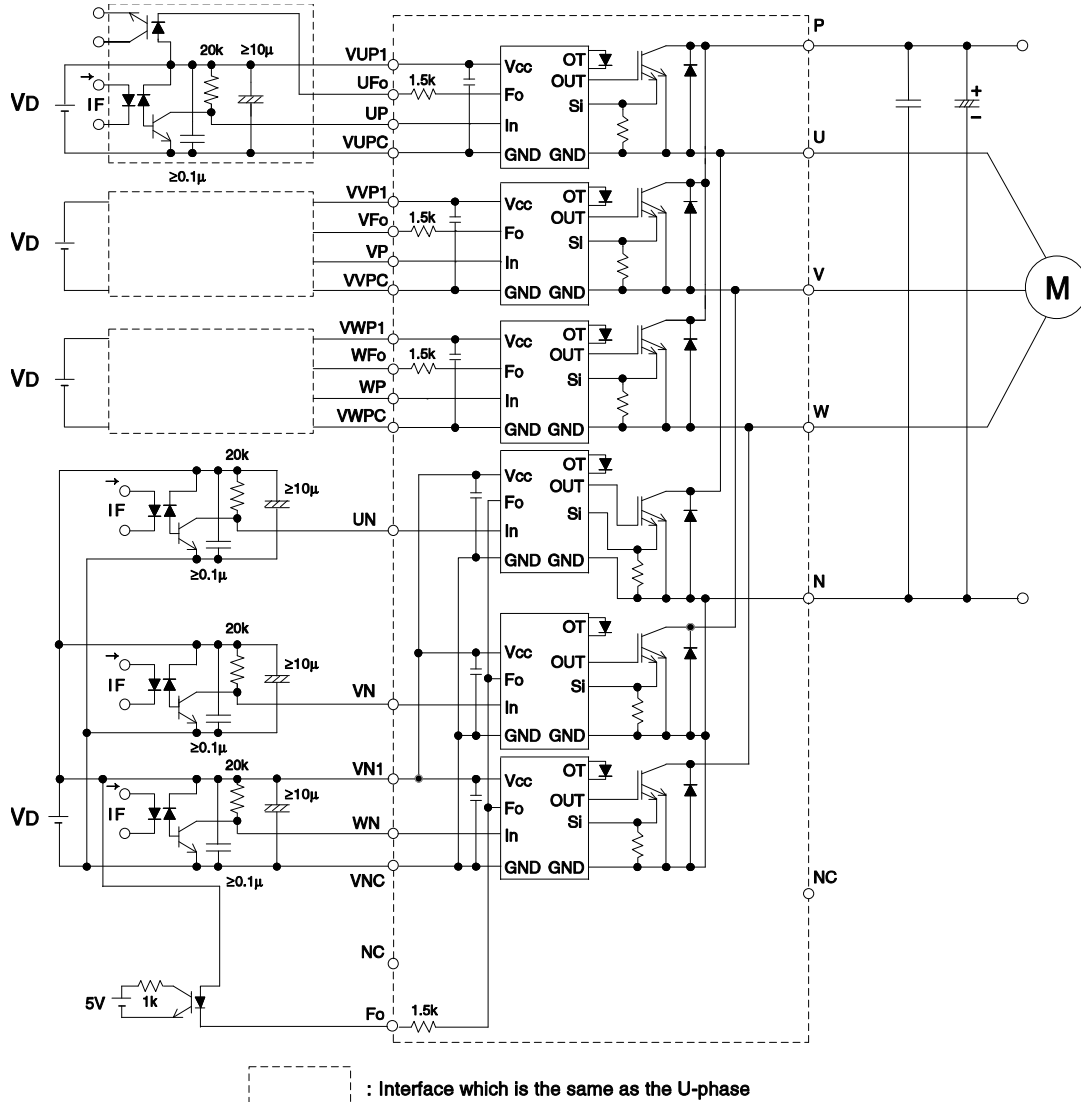 P
20k
≥10μ
VUP1
Vcc
OT
OUT
UFo
1.5k
Fo
Si
VD
IF
UP
In
VUPC
GND GND
U
≥0.1μ
+
−
VVP1
Vcc
OT
OUT
VFo
1.5k
Fo
Si
VD
VP
In
VVPC
GND GND
V
M
VWP1
Vcc
OT
OUT
WFo
1.5k
Fo
Si
VD
WP
In
VWPC
GND GND
W
20k
≥10μ
IF
Vcc
OT
OUT
Fo
Si
UN
In
GND GND
≥0.1μ
N
20k
≥10μ
IF
OT
Vcc
OUT
Fo
Si
VN
In
GND GND
≥0.1μ
20k
≥10μ
VN1
Vcc
OT
OUT
Fo
Si
VD
IF
WN
In
GND GND
VNC
≥0.1μ
NC
NC
5V
1k
Fo
1.5k
: Interface which is the same as the U-phase